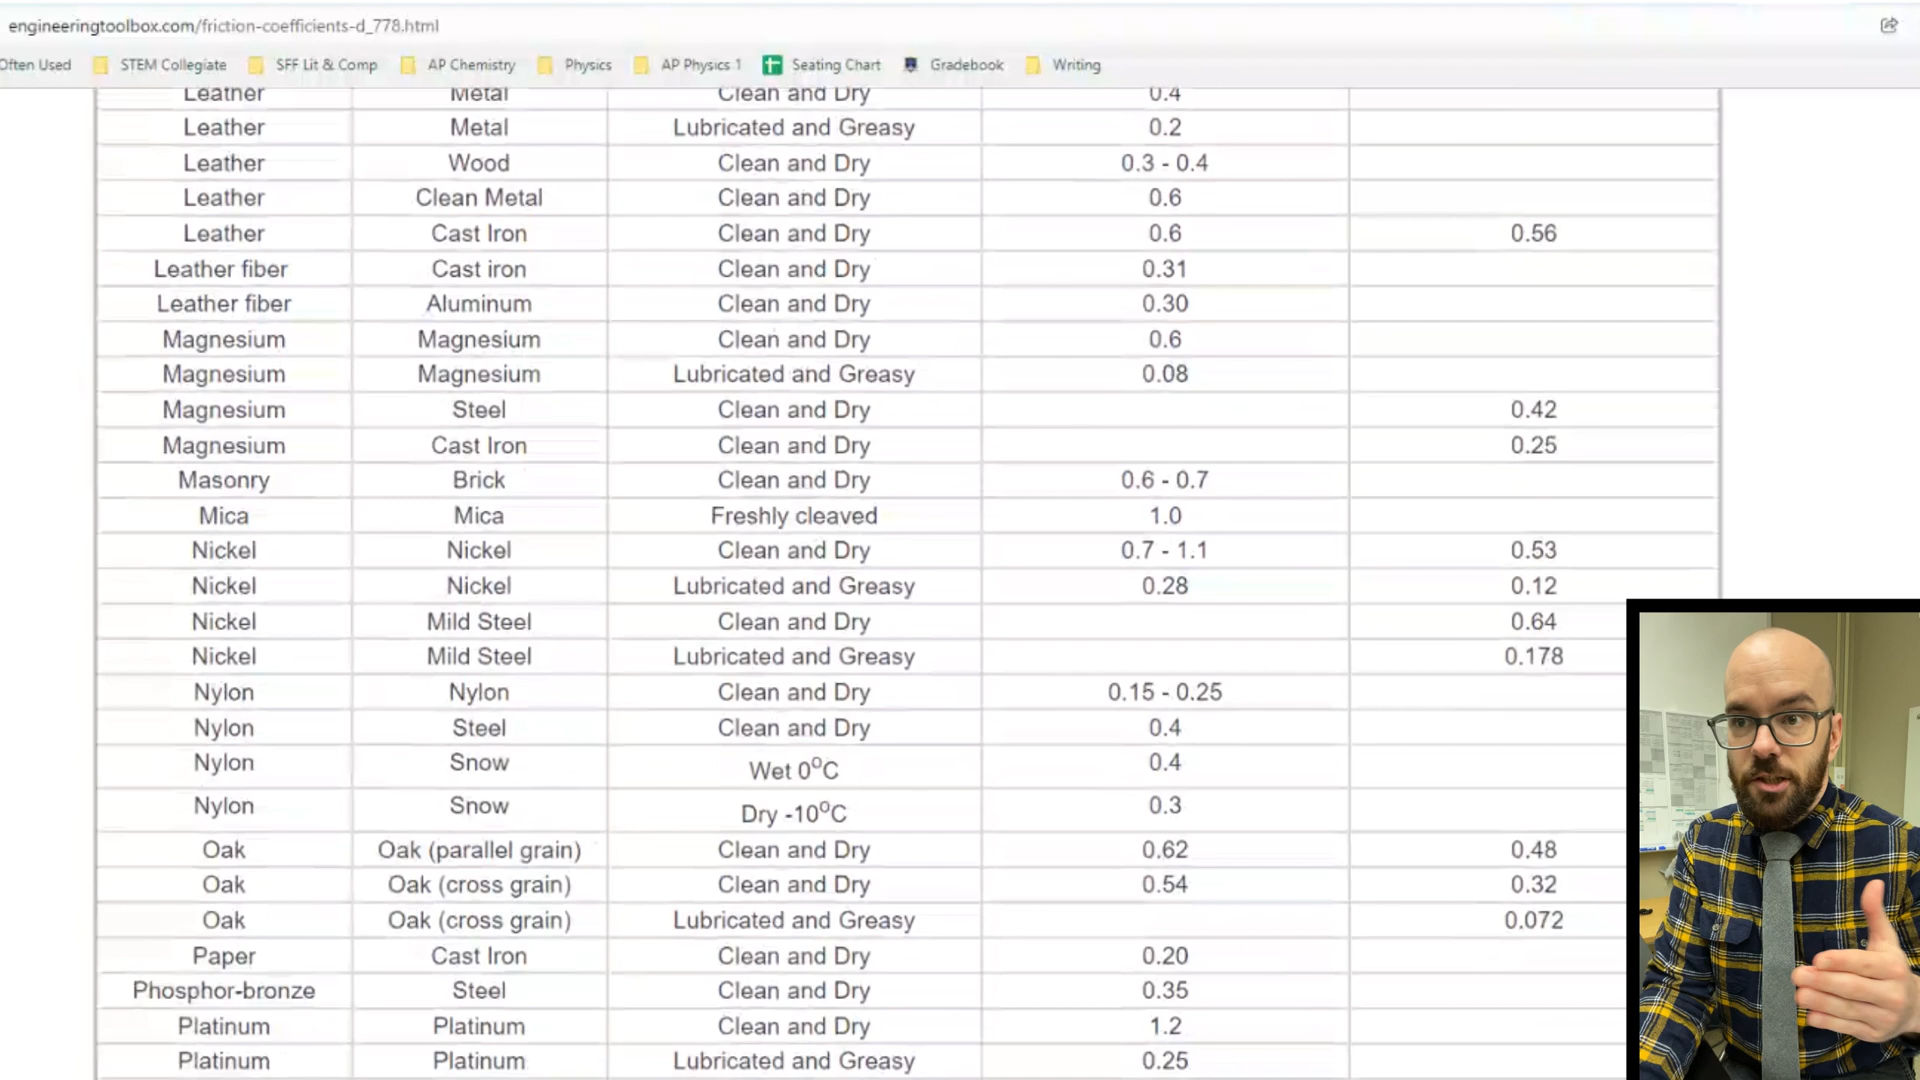 engineeringtoolbox.com/friction-coefficients-d_778.html
Often Used STEM Collegiate SFF Lit & Comp AP Chemistry Physics AP Physics 1 Seating Chart Gradebook Writing
Leather Metal Clean and Dry 0.4
Leather Metal Lubricated and Greasy 0.2
Leather Wood Clean and Dry 0.3 - 0.4
Leather Clean Metal Clean and Dry 0.6
Leather Cast Iron Clean and Dry 0.6 0.56
Leather fiber Cast iron Clean and Dry 0.31
Leather fiber Aluminum Clean and Dry 0.30
Magnesium Magnesium Clean and Dry 0.6
Magnesium Magnesium Lubricated and Greasy 0.08
Magnesium Steel Clean and Dry 0.42
Magnesium Cast Iron Clean and Dry 0.25
Masonry Brick Clean and Dry 0.6 - 0.7
Mica Mica Freshly cleaved 1.0
Nickel Nickel Clean and Dry 0.7 - 1.1 0.53
Nickel Nickel Lubricated and Greasy 0.28 0.12
Nickel Mild Steel Clean and Dry 0.64
Nickel Mild Steel Lubricated and Greasy 0.178
Nylon Nylon Clean and Dry 0.15 - 0.25
Nylon Steel Clean and Dry 0.4
Nylon Snow Wet 0°C 0.4
Nylon Snow Dry -10°C 0.3
Oak Oak (parallel grain) Clean and Dry 0.62 0.48
Oak Oak (cross grain) Clean and Dry 0.54 0.32
Oak Oak (cross grain) Lubricated and Greasy 0.072
Paper Cast Iron Clean and Dry 0.20
Phosphor-bronze Steel Clean and Dry 0.35
Platinum Platinum Clean and Dry 1.2
Platinum Platinum Lubricated and Greasy 0.25